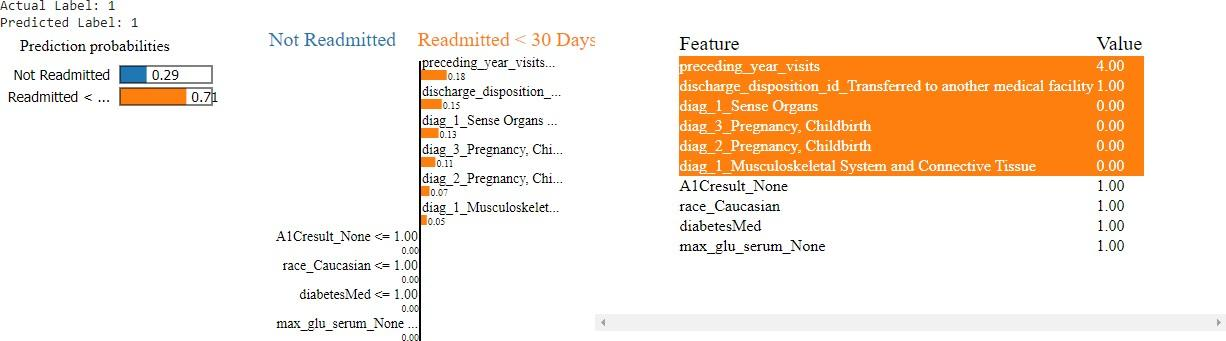 Actual Label: 1
Predicted Label: 1
Prediction probabilities
Not Readmitted 0.29
Readmitted < ... 0.71
Not Readmitted Readmitted < 30 Days
preceding_year_visits...
0.18
discharge_disposition_...
0.15
diag_1_Sense Organs ...
0.13
diag_3_Pregnancy, Chi...
0.11
diag_2_Pregnancy, Chi...
0.07
diag_1_Musculoskelet...
0.05
A1Cresult_None <= 1.00
0.00
race_Caucasian <= 1.00
0.00
diabetesMed <= 1.00
0.00
max_glu_serum_None ...
0.00
Feature Value
preceding_year_visits 4.00
discharge_disposition_id_Transferred to another medical facility 1.00
diag_1_Sense Organs 0.00
diag_3_Pregnancy, Childbirth 0.00
diag_2_Pregnancy, Childbirth 0.00
diag_1_Musculoskeletal System and Connective Tissue 0.00
A1Cresult_None 1.00
race_Caucasian 1.00
diabetesMed 1.00
max_glu_serum_None 1.00